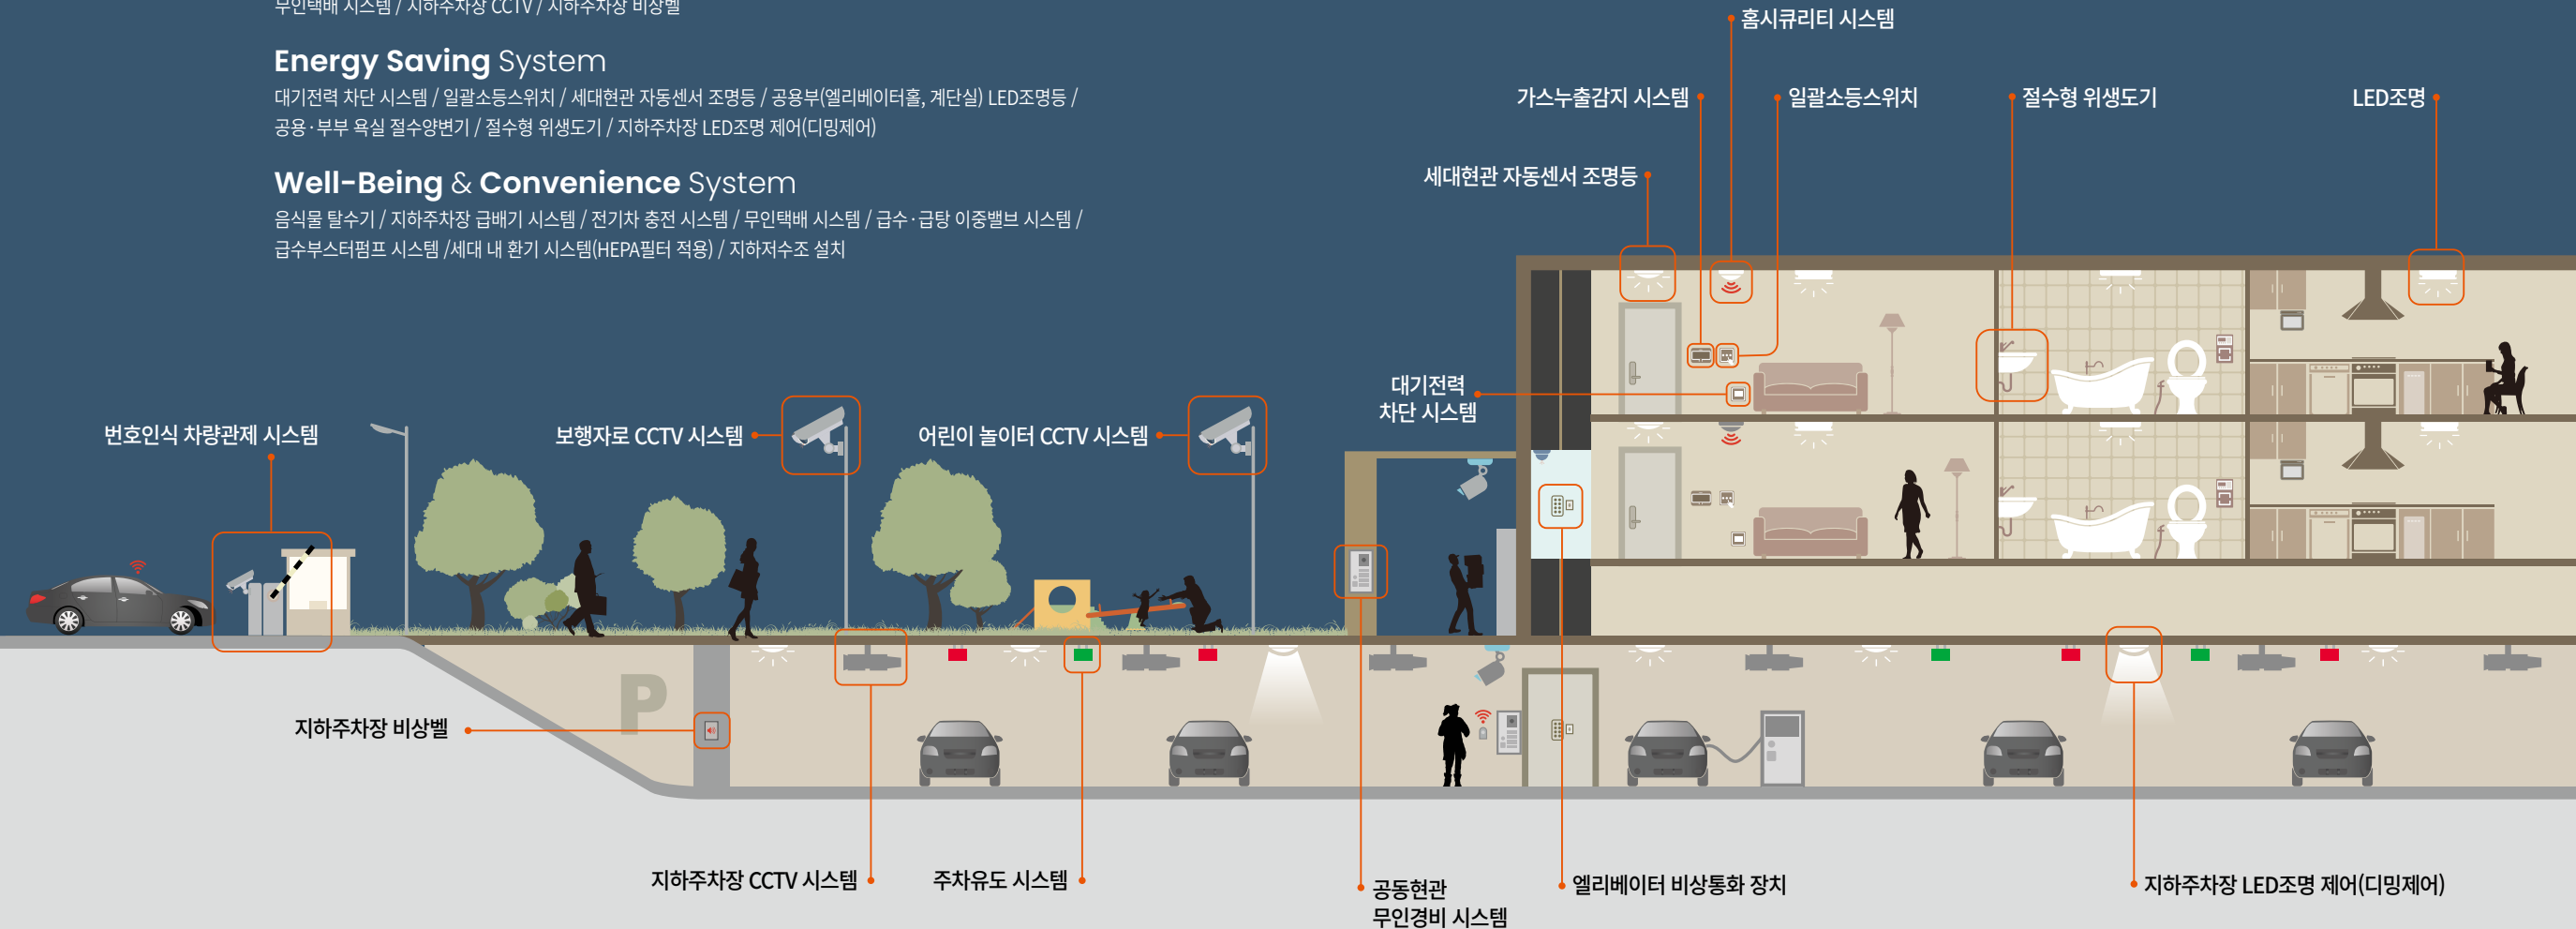 무인택배 시스템 / 지하주차장 CCTV / 지하주차장 비상벨
Energy Saving System
대기전력 차단 시스템 / 일괄소등스위치 / 세대현관 자동센서 조명등 / 공용부(엘리베이터홀, 계단실) LED조명등 /
공용·부부 욕실 절수양변기 / 절수형 위생도기 / 지하주차장 LED조명 제어(디밍제어)
Well-Being & Convenience System
음식물 탈수기 / 지하주차장 급배기 시스템 / 전기차 충전 시스템 / 무인택배 시스템 / 급수·급탕 이중밸브 시스템 /
급수부스터펌프 시스템 /세대 내 환기 시스템(HEPA필터 적용) / 지하저수조 설치
홈시큐리티 시스템
가스누출감지 시스템
일괄소등스위치
절수형 위생도기
LED조명
세대현관 자동센서 조명등
대기전력
차단 시스템
번호인식 차량관제 시스템
보행자로 CCTV 시스템
어린이 놀이터 CCTV 시스템
P
지하주차장 비상벨
지하주차장 CCTV 시스템
주차유도 시스템
공동현관
무인경비 시스템
엘리베이터 비상통화 장치
지하주차장 LED조명 제어(디밍제어)